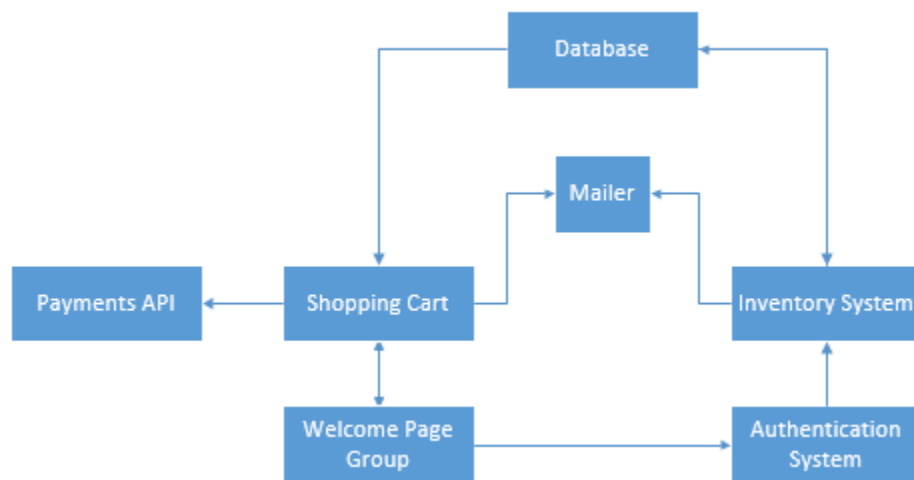 Database
Mailer
Payments API
Shopping Cart
Inventory System
Welcome Page
Group
Authentication
System